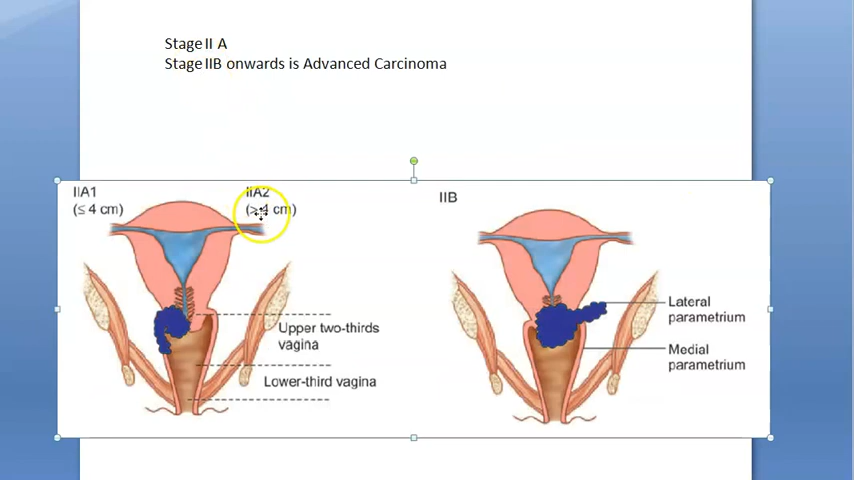 Stage II A
Stage IIB onwards is Advanced Carcinoma
IIA1
(≤ 4 cm)
IIA2
(> 4 cm)
IIB
Upper two-thirds
vagina
Lower-third vagina
Lateral
parametrium
Medial
parametrium